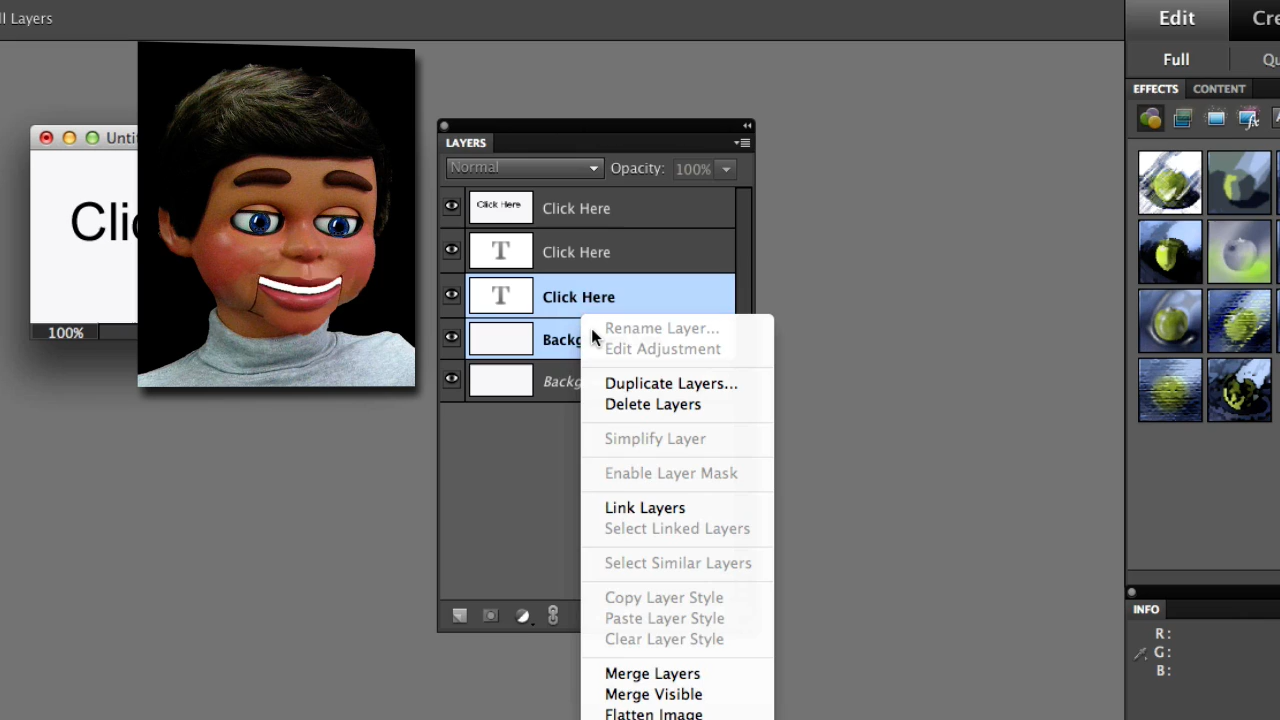 ll Layers
Edit
Cre
Full
Qu
EFFECTS
CONTENT
Untit
LAYERS
Normal
Opacity: 100%
Click Here
Click Here
T
Click Here
T
Click Here
Clic
100%
Backg
Backg
Rename Layer...
Edit Adjustment
Duplicate Layers...
Delete Layers
Simplify Layer
Enable Layer Mask
Link Layers
Select Linked Layers
Select Similar Layers
Copy Layer Style
Paste Layer Style
Clear Layer Style
Merge Layers
Merge Visible
Flatten Image
INFO
R:
G:
B: